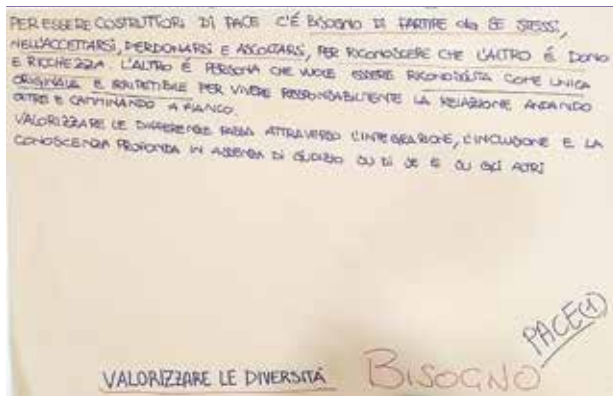 PER ESSERE COSTRUTTORI DI PACE C'É BISOGNO DI PARTIRE da SE STESSI,
NELL'ACCETTARSI, PERDONARSI E ASCOLTARSI, PER RICONOSCERE CHE L'ALTRO É DONO
E RICCHEZZA. L'ALTRO É PERSONA CHE VUOLE ESSERE RICONOSCIUTA COME UNICA
ORIGINALE E IRRIPETIBILE PER VIVERE RESPONSABILMENTE LA RELAZIONE ANDANDO
OLTRE E CAMMINANDO A FIANCO.
VALORIZZARE LE DIFFERENZE PASSA ATTRAVERSO L'INTEGRAZIONE, L'INCLUSIONE E LA
CONOSCENZA PROFONDA IN ASSENZA DI GIUDIZIO SU DI SE E SU GLI ALTRI
PACE (1)
VALORIZZARE LE DIVERSITÁ BISOGNO